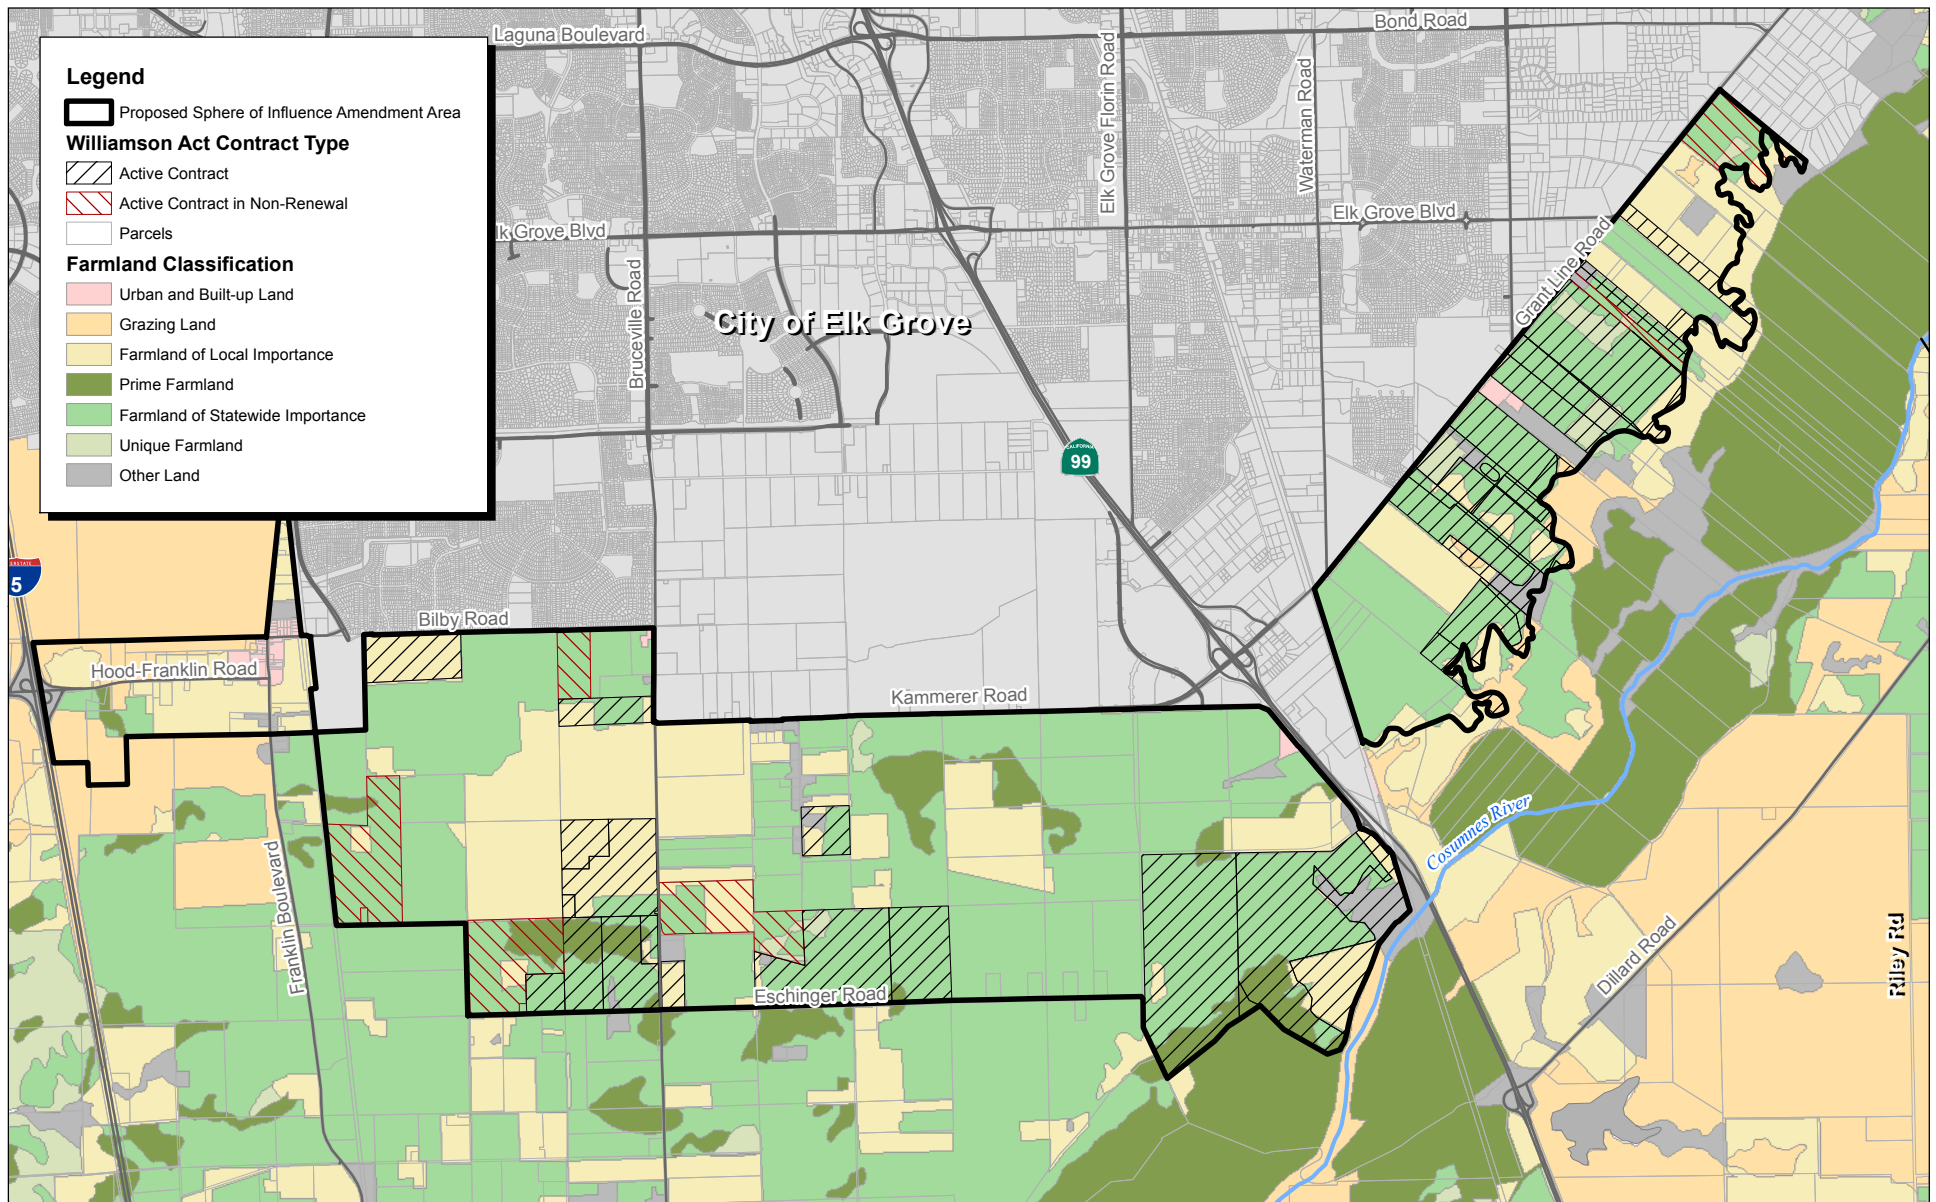 Legend
Proposed Sphere of Influence Amendment Area
Williamson Act Contract Type
Active Contract
Active Contract in Non-Renewal
Parcels
Farmland Classification
Urban and Built-up Land
Grazing Land
Farmland of Local Importance
Prime Farmland
Farmland of Statewide Importance
Unique Farmland
Other Land
Laguna Boulevard
Bond Road
Elk Grove Florin Road
Waterman Road
lk Grove Blvd
Elk Grove Blvd
Grant Line Road
Bruceville Road
City of Elk Grove
CALIFORNIA
99
5
Bilby Road
Hood-Franklin Road
Kammerer Road
Franklin Boulevard
Cosumnes River
Eschinger Road
Dillard Road
Riley Rd